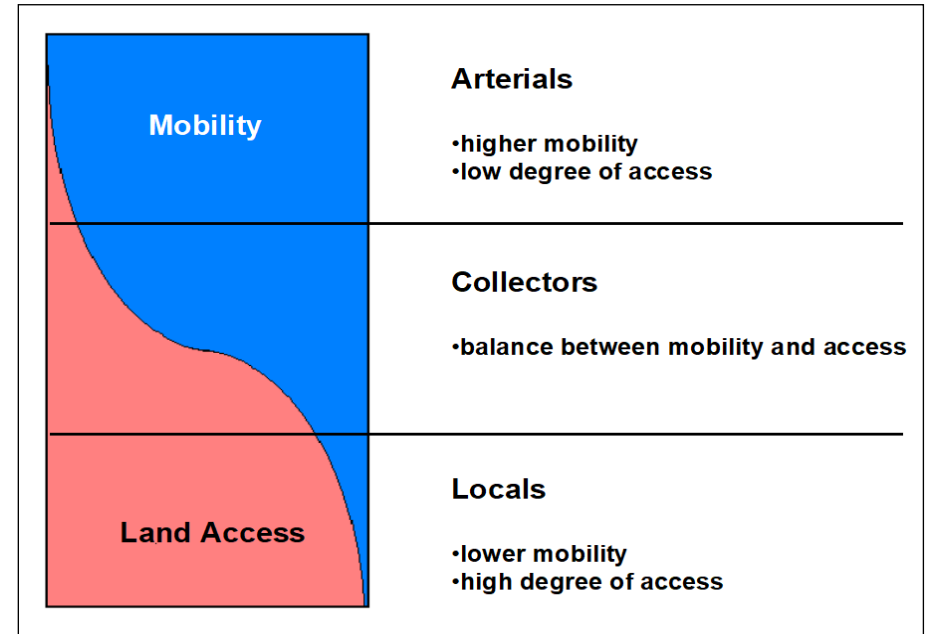 Mobility
Arterials
•higher mobility
•low degree of access
Collectors
•balance between mobility and access
Land Access
Locals
•lower mobility
•high degree of access